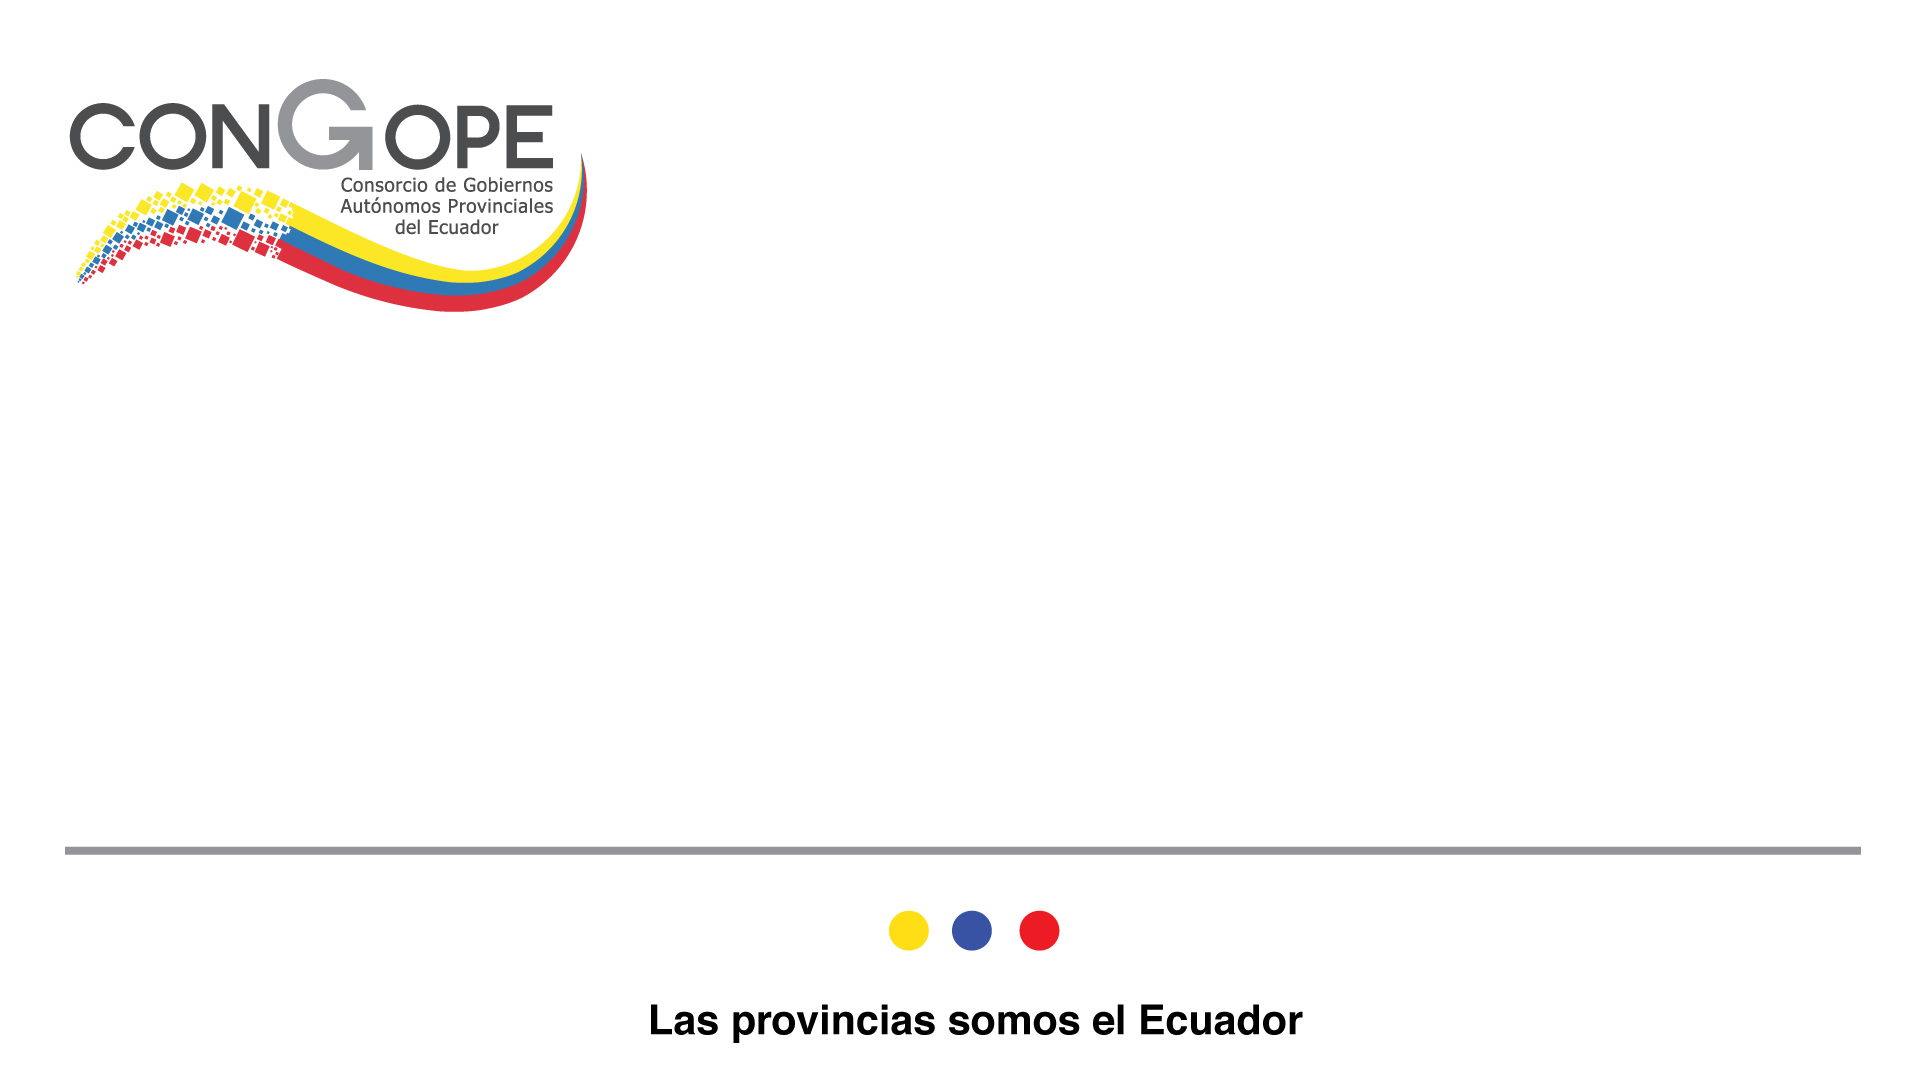 CONGOPE
Consorcio de Gobiernos
Autónomos Provinciales
del Ecuador
Las provincias somos el Ecuador